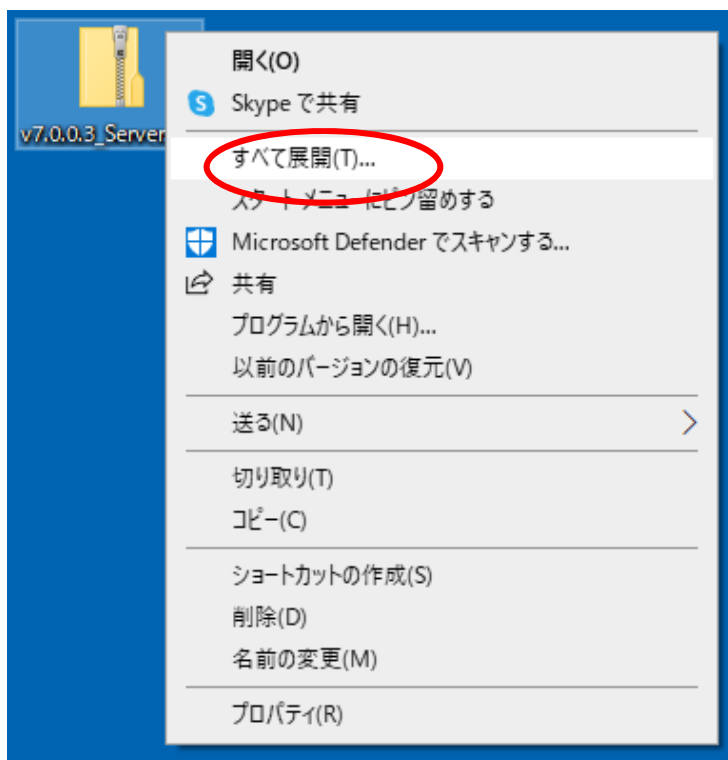 v7.0.0.3_Server
開く(O)
Skype で共有
すべて展開(T)...
スタート メニューにピン留めする
Microsoft Defender でスキャンする...
共有
プログラムから開く(H)...
以前のバージョンの復元(V)
送る(N)
切り取り(T)
コピー(C)
ショートカットの作成(S)
削除(D)
名前の変更(M)
プロパティ(R)